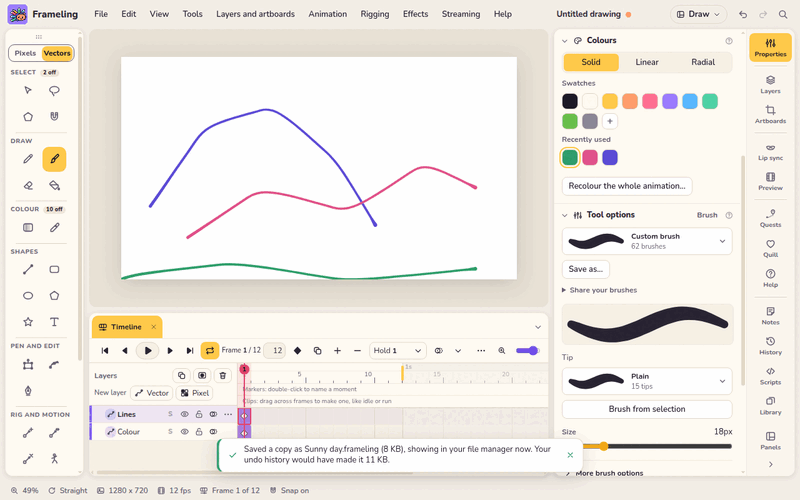 Frameling
File Edit View Tools Layers and artboards Animation Rigging Effects Streaming Help
Untitled drawing
Draw
Pixels Vectors
SELECT 2 off
DRAW
COLOUR 10 off
SHAPES
PEN AND EDIT
RIG AND MOTION
Colours
Solid Linear Radial
Swatches
Recently used
Recolour the whole animation...
Tool options Brush
Custom brush
62 brushes
Save as...
Share your brushes
Tip
Plain
15 tips
Brush from selection
Size 18px
More brush options
Properties
Layers
Artboards
Lip sync
Preview
Quests
Quill
Help
Notes
History
Scripts
Library
Panels
Timeline
Frame 1 / 12 12 Hold 1
Layers
1 5 10 1s 15 20
New layer Vector Pixel
Markers: double-click to name a moment
Clips: drag across frames to make one, like idle or run
Lines S
Colour S
Saved a copy as Sunny day.frameling (8 KB), showing in your file manager now. Your
undo history would have made it 11 KB.
49% Straight 1280 x 720 12 fps Frame 1 of 12 Snap on